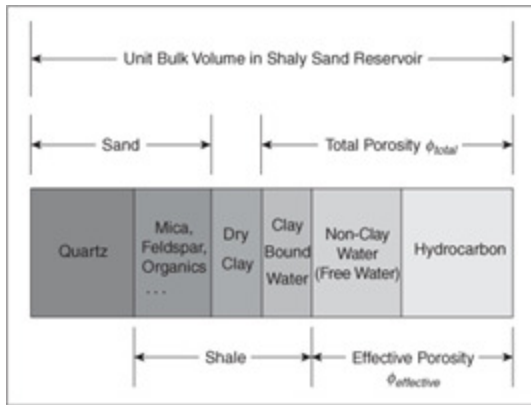 Unit Bulk Volume in Shaly Sand Reservoir
Sand
Total Porosity ϕtotal
Quartz
Mica,
Feldspar,
Organics
...
Dry
Clay
Clay
Bound
Water
Non-Clay
Water
(Free Water)
Hydrocarbon
Shale
Effective Porosity
ϕeffective